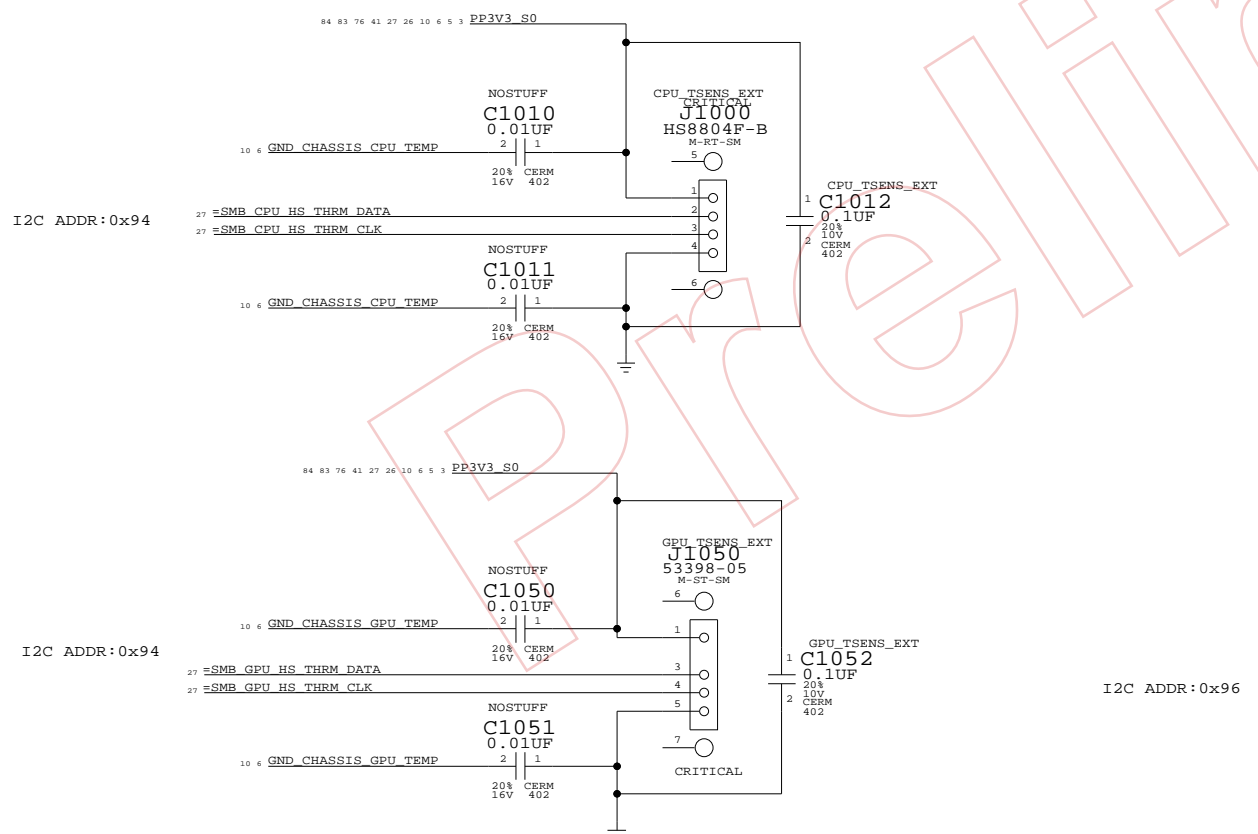 84 83 76 41 27 26 10 6 5 3 PP3V3_S0
NOSTUFF
C1010
0.01UF
10 6 GND_CHASSIS_CPU_TEMP
2 1
20% CERM
16V 402
CPU_TSENS_EXT
CRITICAL
J1000
HS8804F-B
M-RT-SM
5
1
2
3
4
6
I2C ADDR:0x94
27 =SMB_CPU_HS_THRM_DATA
27 =SMB_CPU_HS_THRM_CLK
CPU_TSENS_EXT
1 C1012
0.1UF
20%
10V
2 CERM
402
NOSTUFF
C1011
0.01UF
10 6 GND_CHASSIS_CPU_TEMP
2 1
20% CERM
16V 402
84 83 76 41 27 26 10 6 5 3 PP3V3_S0
NOSTUFF
C1050
0.01UF
10 6 GND_CHASSIS_GPU_TEMP
2 1
20% CERM
16V 402
GPU_TSENS_EXT
J1050
53398-05
M-ST-SM
6
1
3
4
5
7
CRITICAL
I2C ADDR:0x94
27 =SMB_GPU_HS_THRM_DATA
27 =SMB_GPU_HS_THRM_CLK
GPU_TSENS_EXT
1 C1052
0.1UF
20%
10V
2 CERM
402
I2C ADDR:0x96
NOSTUFF
C1051
0.01UF
10 6 GND_CHASSIS_GPU_TEMP
2 1
20% CERM
16V 402
Prelin